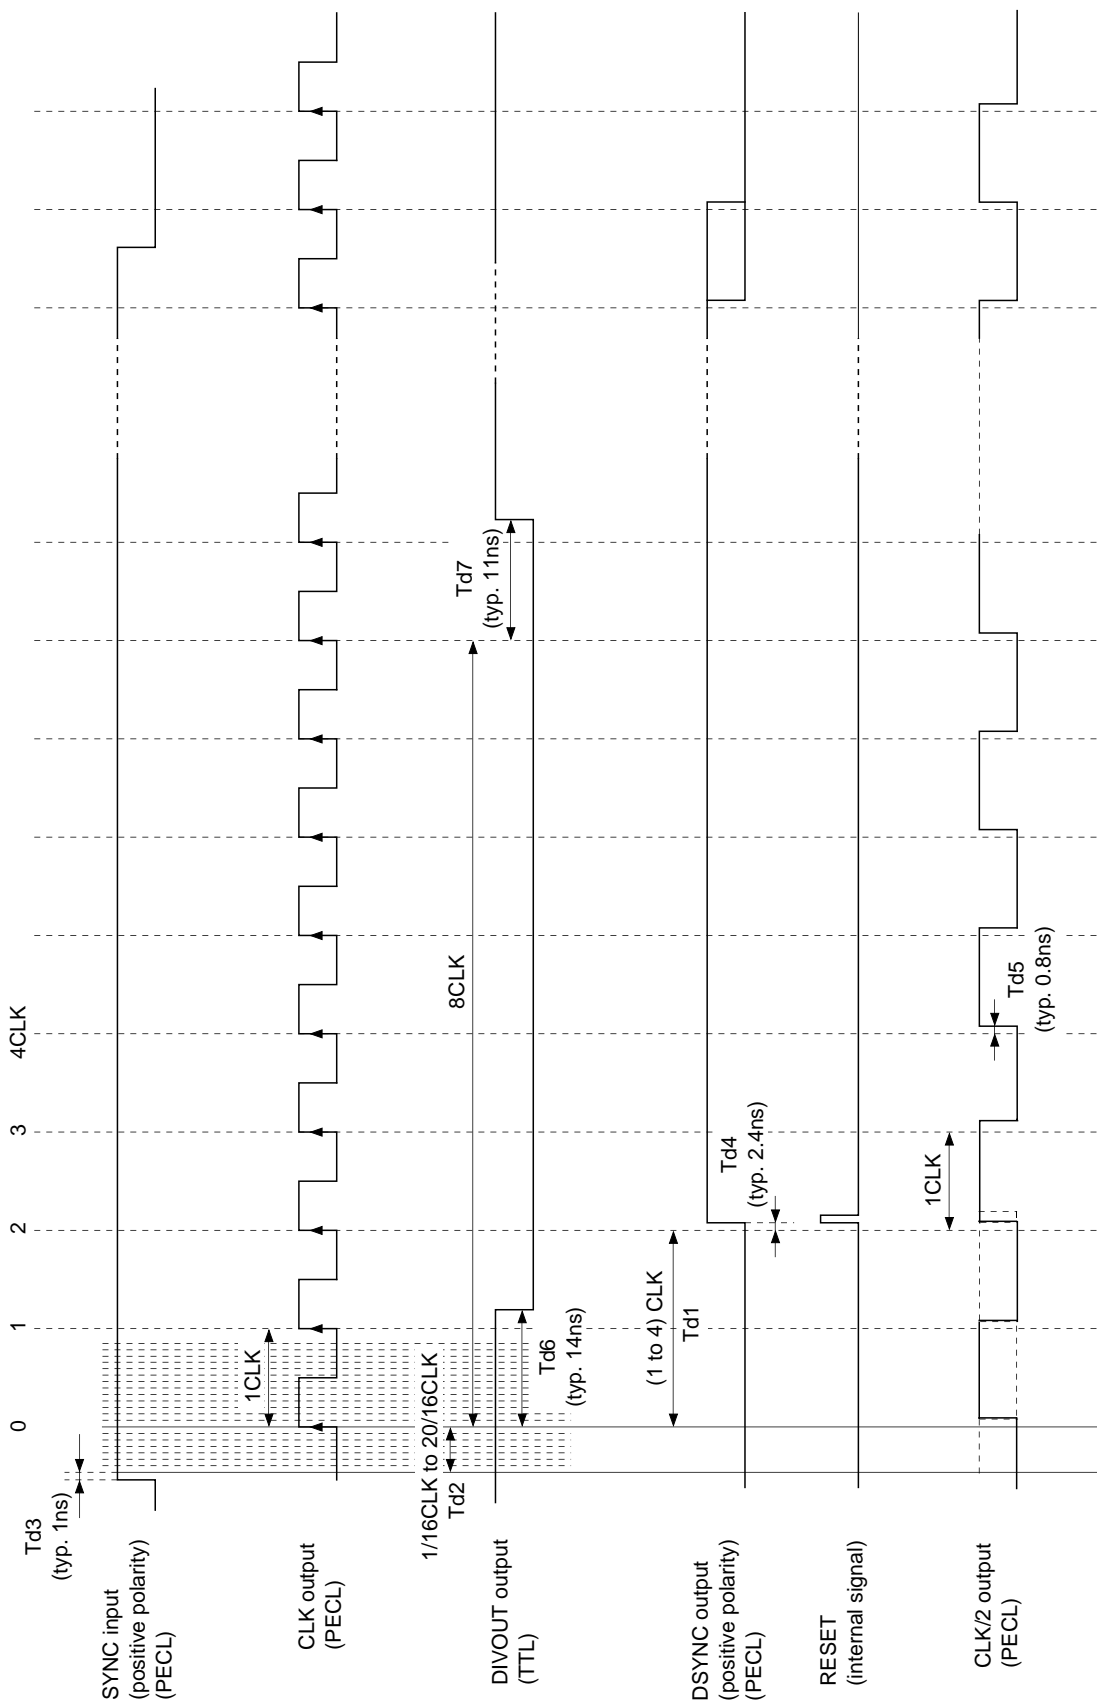 Td3
(typ. 1ns)
0
1
2
3
4CLK
SYNC input
(positive polarity)
(PECL)
CLK output
(PECL)
1CLK
1/16CLK to 20/16CLK
Td2
8CLK
Td7
(typ. 11ns)
DIVOUT output
(TTL)
Td6
(typ. 14ns)
(1 to 4) CLK
Td1
DSYNC output
(positive polarity)
(PECL)
Td4
(typ. 2.4ns)
RESET
(internal signal)
1CLK
CLK/2 output
(PECL)
Td5
(typ. 0.8ns)